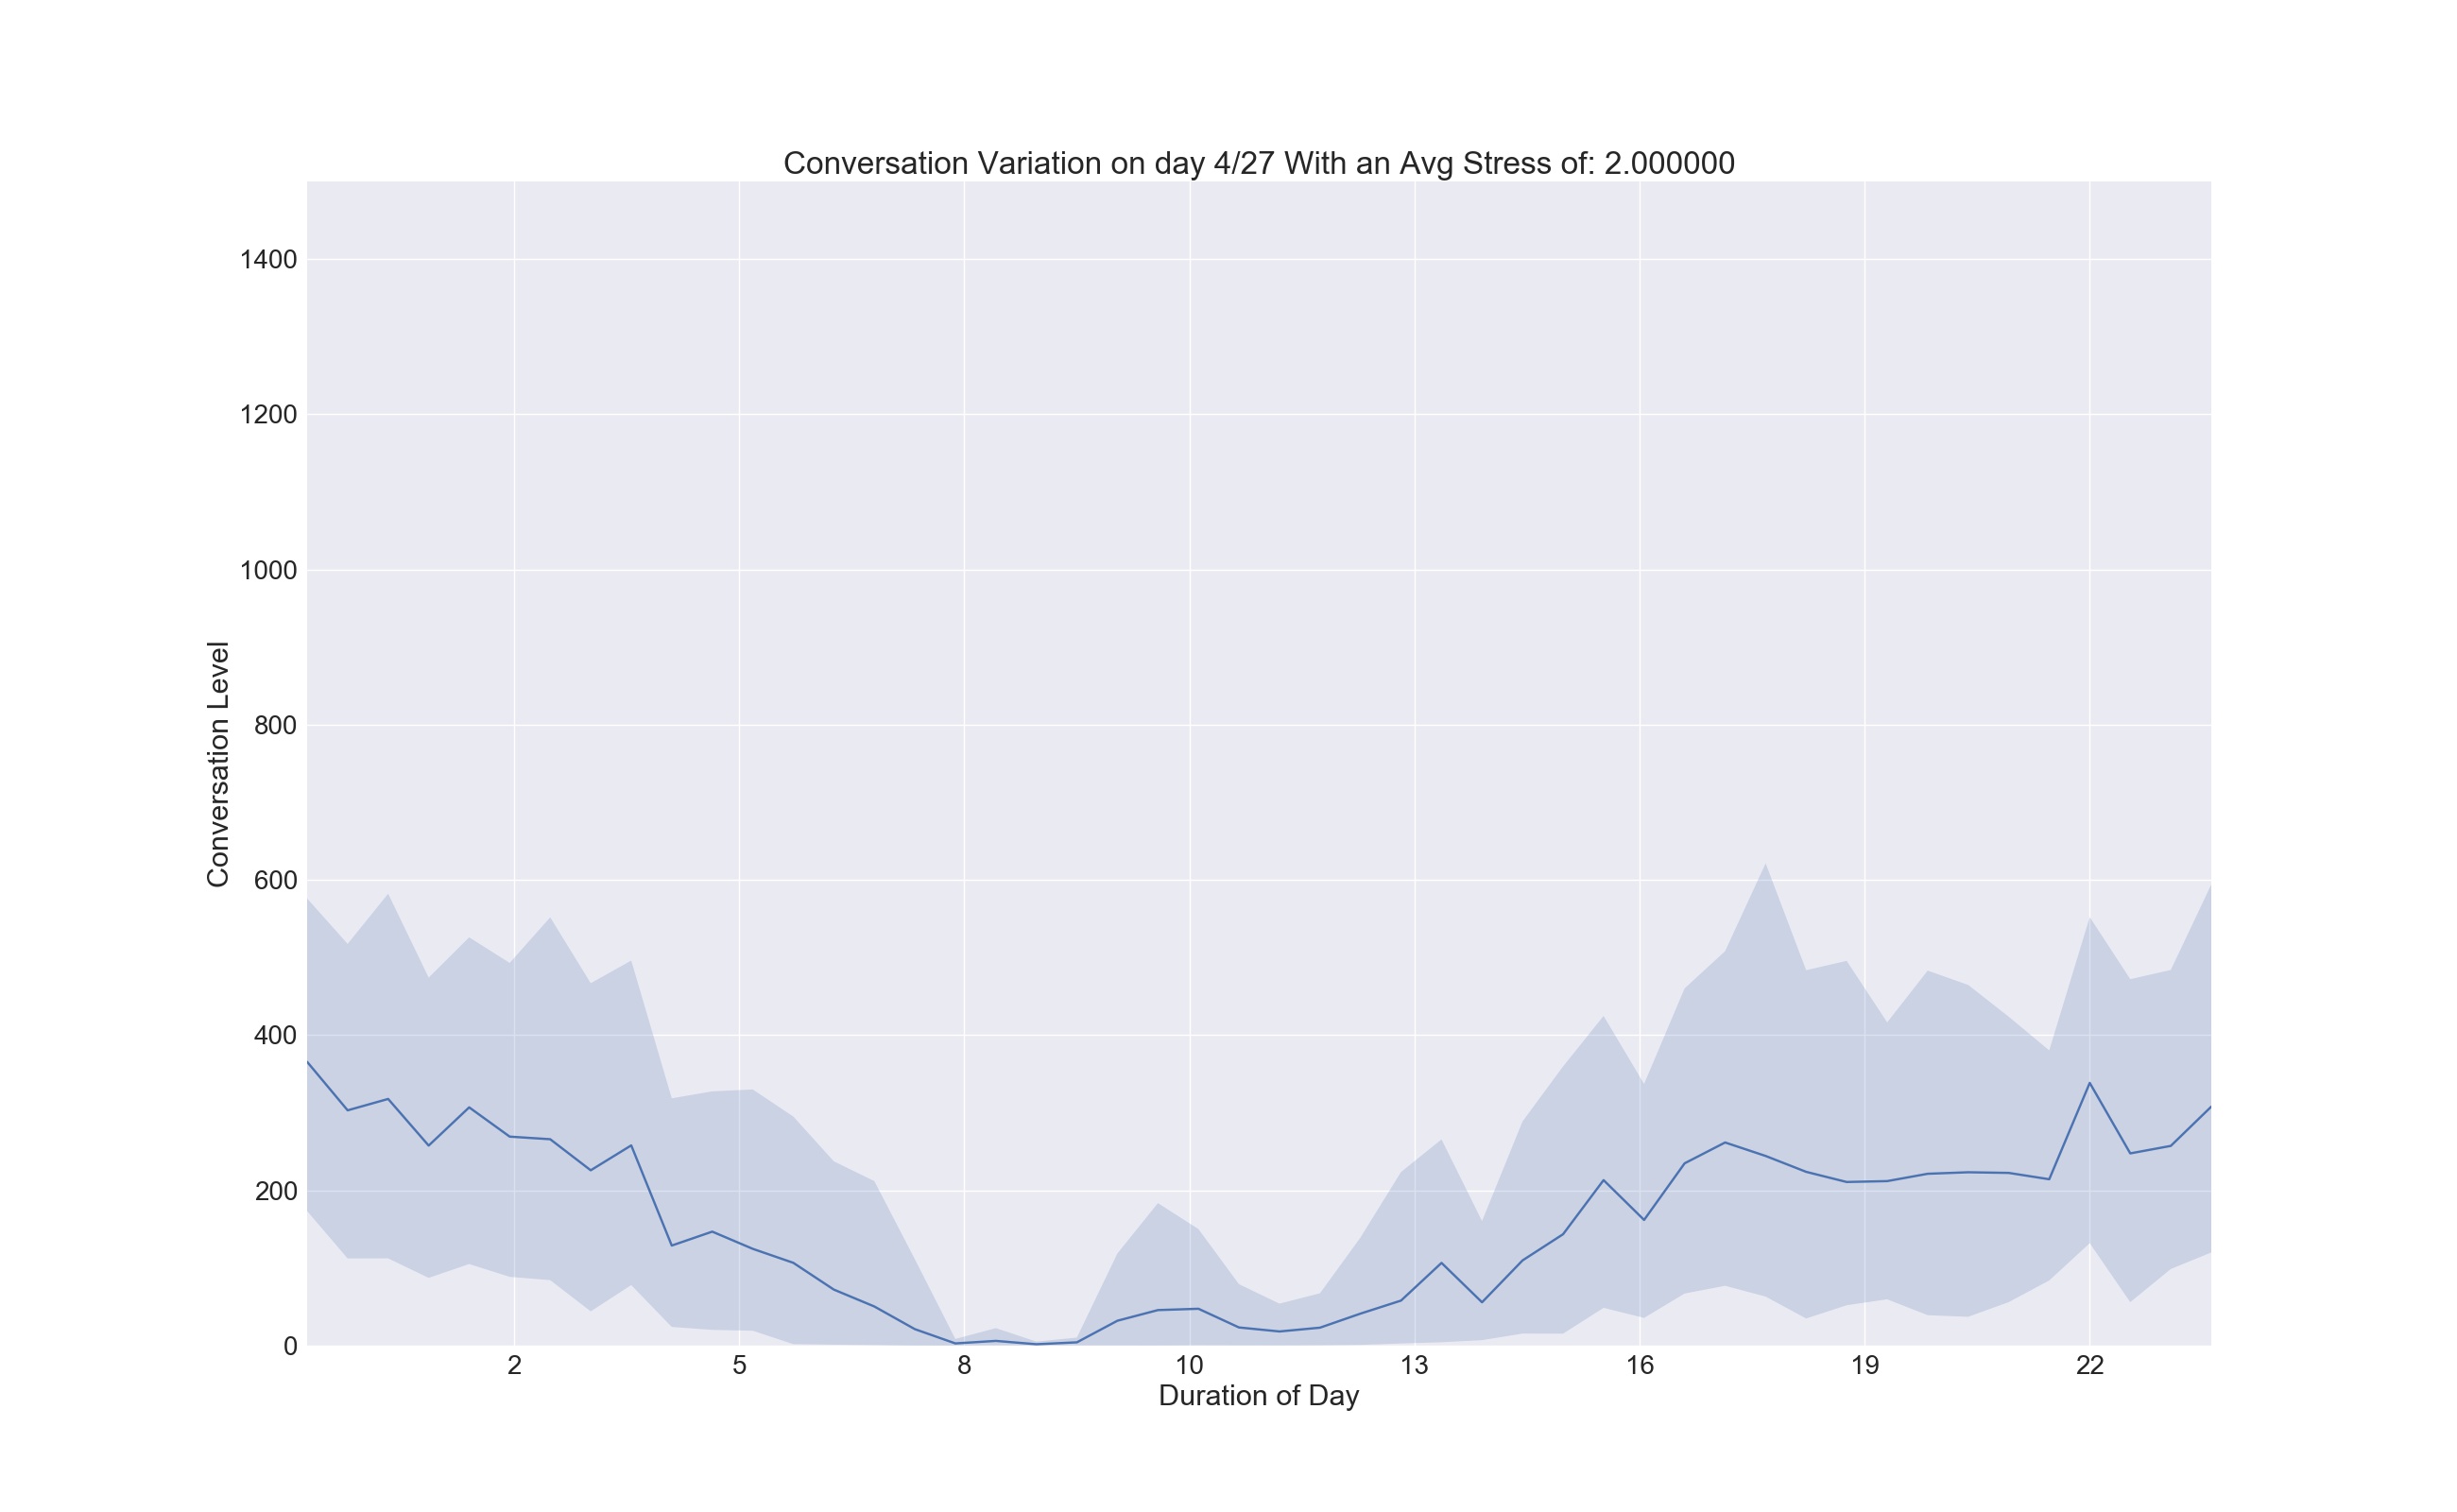 Conversation Variation on day 4/27 With an Avg Stress of: 2.000000
1400
1200
1000
800
600
400
200
0
Conversation Level
2 5 8 10 13 16 19 22
Duration of Day